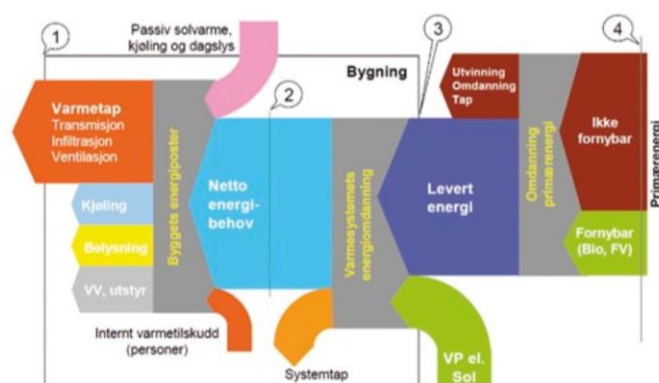 1
Passiv solvarme,
kjøling og dagslys
3
4
Bygning
2
Varmetap
Transmisjon
Infiltrasjon
Ventilasjon
Kjøling
Belysning
VV, utstyr
Byggets energiposter
Netto
energi-
behov
Varmesystemets
energiomdanning
Levert
energi
Utvinning
Omdanning
Tap
Omdanning
primærenergi
Ikke
fornybar
Fornybar
(Bio, FV)
Primærenergi
Internt varmetilskudd
(personer)
Systemtap
VP el.
Sol